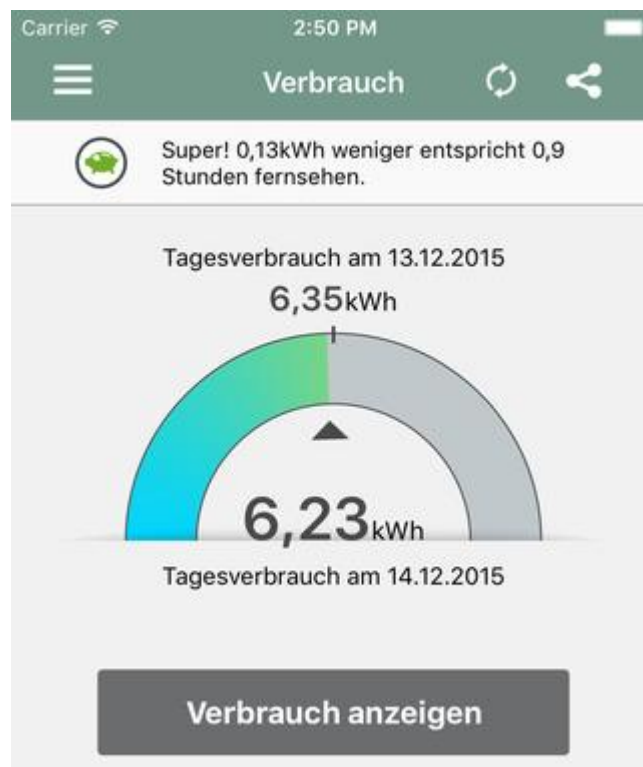 Carrier 2:50 PM
Verbrauch
Super! 0,13kWh weniger entspricht 0,9
Stunden fernsehen.
Tagesverbrauch am 13.12.2015
6,35kWh
6,23kWh
Tagesverbrauch am 14.12.2015
Verbrauch anzeigen